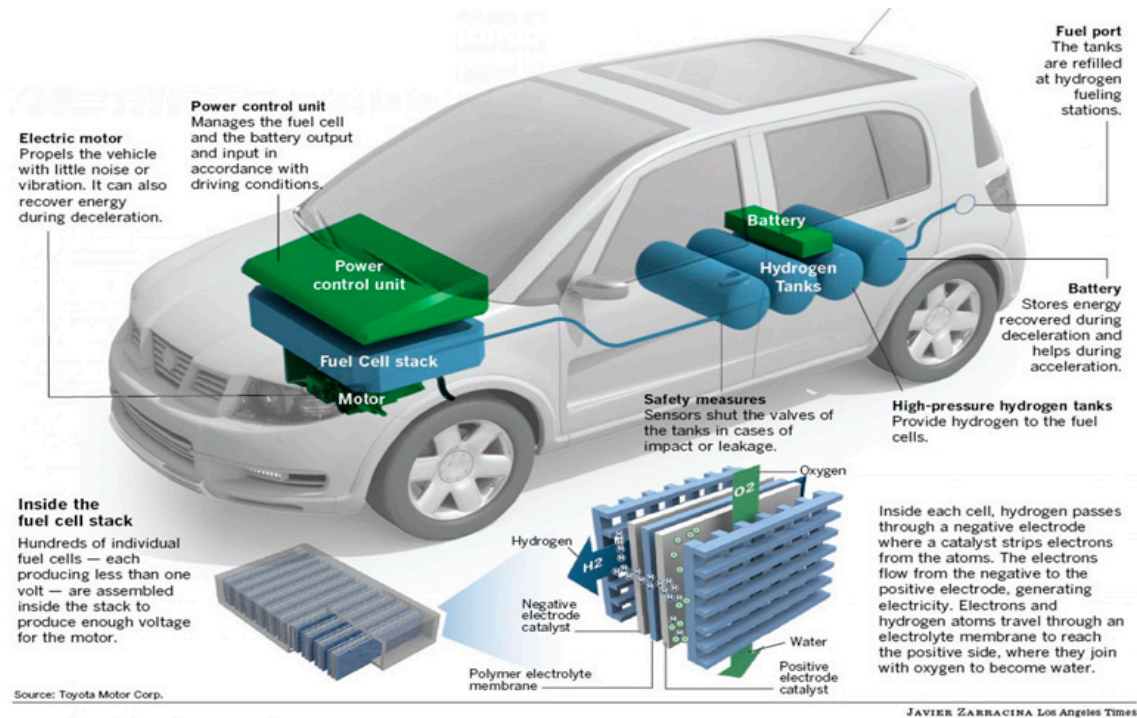 Fuel port
The tanks
are refilled
at hydrogen
fueling
stations.
Power control unit
Manages the fuel cell
and the battery output
and input in
accordance with
driving conditions.
Electric motor
Propels the vehicle
with little noise or
vibration. It can also
recover energy
during deceleration.
Battery
Hydrogen
Tanks
Power
control unit
Fuel Cell stack
Motor
Battery
Stores energy
recovered during
deceleration and
helps during
acceleration.
Safety measures
Sensors shut the valves of
the tanks in cases of
impact or leakage.
High-pressure hydrogen tanks
Provide hydrogen to the fuel
cells.
Inside the
fuel cell stack
Hundreds of individual
fuel cells — each
producing less than one
volt — are assembled
inside the stack to
produce enough voltage
for the motor.
Oxygen
O2
Hydrogen
H2
Negative
electrode
catalyst
Polymer electrolyte
membrane
Water
Positive
electrode
catalyst
Inside each cell, hydrogen passes
through a negative electrode
where a catalyst strips electrons
from the atoms. The electrons
flow from the negative to the
positive electrode, generating
electricity. Electrons and
hydrogen atoms travel through an
electrolyte membrane to reach
the positive side, where they join
with oxygen to become water.
Source: Toyota Motor Corp.
JAVIER ZARRACINA Los Angeles Times